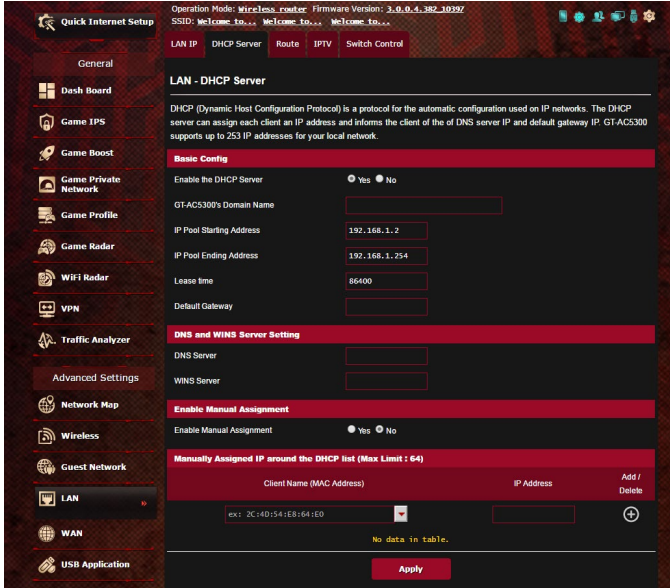 Quick Internet Setup
Operation Mode: Wireless router Firmware Version: 3.0.0.4.382_10397
SSID: Welcome to... Welcome to... Welcome to...
LAN IP DHCP Server Route IPTV Switch Control
General
Dash Board
Game IPS
Game Boost
Game Private
Network
Game Profile
Game Radar
WiFi Radar
VPN
Traffic Analyzer
Advanced Settings
Network Map
Wireless
Guest Network
LAN
WAN
USB Application
LAN - DHCP Server
DHCP (Dynamic Host Configuration Protocol) is a protocol for the automatic configuration used on IP networks. The DHCP
server can assign each client an IP address and informs the client of the of DNS server IP and default gateway IP. GT-AC5300
supports up to 253 IP addresses for your local network.
Basic Config
Enable the DHCP Server Yes No
GT-AC5300's Domain Name
IP Pool Starting Address 192.168.1.2
IP Pool Ending Address 192.168.1.254
Lease time 86400
Default Gateway
DNS and WINS Server Setting
DNS Server
WINS Server
Enable Manual Assignment
Enable Manual Assignment Yes No
Manually Assigned IP around the DHCP list (Max Limit : 64)
Client Name (MAC Address) IP Address Add /
Delete
ex: 2C:4D:54:E8:64:E0
No data in table.
Apply